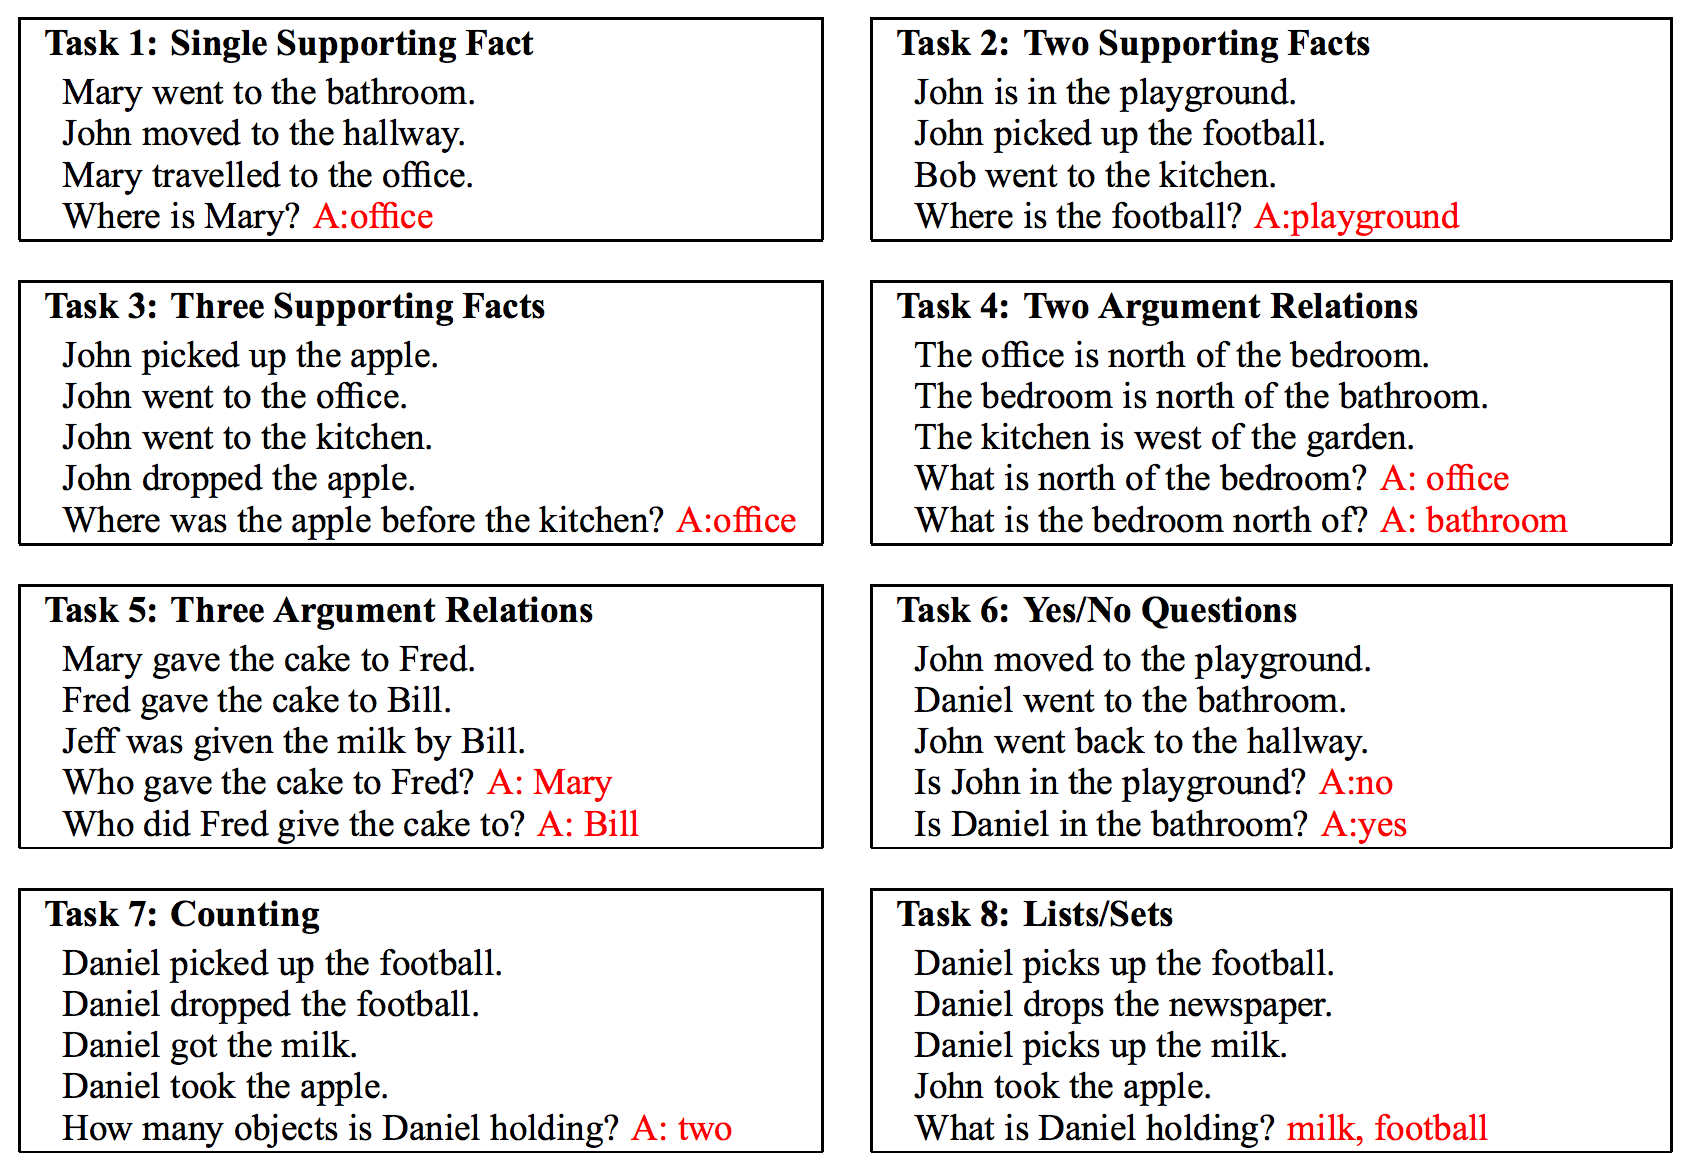 Task 1: Single Supporting Fact
Mary went to the bathroom.
John moved to the hallway.
Mary travelled to the office.
Where is Mary? A:office
Task 2: Two Supporting Facts
John is in the playground.
John picked up the football.
Bob went to the kitchen.
Where is the football? A:playground
Task 3: Three Supporting Facts
John picked up the apple.
John went to the office.
John went to the kitchen.
John dropped the apple.
Where was the apple before the kitchen? A:office
Task 4: Two Argument Relations
The office is north of the bedroom.
The bedroom is north of the bathroom.
The kitchen is west of the garden.
What is north of the bedroom? A: office
What is the bedroom north of? A: bathroom
Task 5: Three Argument Relations
Mary gave the cake to Fred.
Fred gave the cake to Bill.
Jeff was given the milk by Bill.
Who gave the cake to Fred? A: Mary
Who did Fred give the cake to? A: Bill
Task 6: Yes/No Questions
John moved to the playground.
Daniel went to the bathroom.
John went back to the hallway.
Is John in the playground? A:no
Is Daniel in the bathroom? A:yes
Task 7: Counting
Daniel picked up the football.
Daniel dropped the football.
Daniel got the milk.
Daniel took the apple.
How many objects is Daniel holding? A: two
Task 8: Lists/Sets
Daniel picks up the football.
Daniel drops the newspaper.
Daniel picks up the milk.
John took the apple.
What is Daniel holding? milk, football